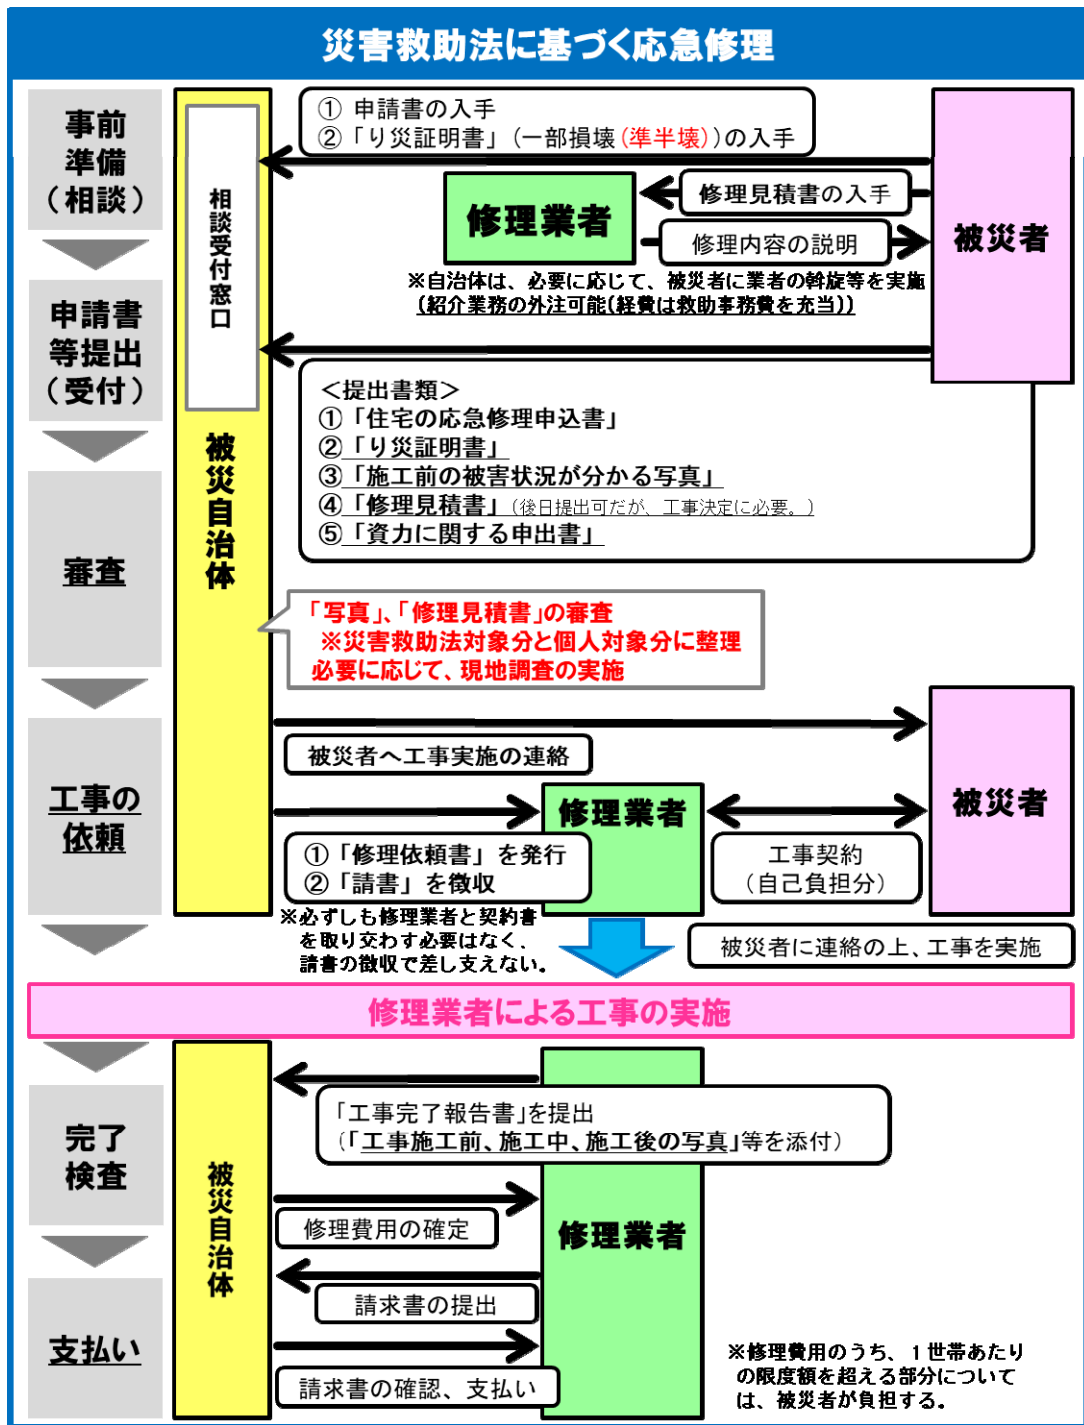 災害救助法に基づく応急修理
事前
準備
（相談）
申請書
等提出
（受付）
審査
工事の
依頼
完了
検査
支払い
相談受付窓口
被災自治体
① 申請書の入手
② 「り災証明書」（一部損壊(準半壊)）の入手
修理業者
修理見積書の入手
修理内容の説明
被災者
※自治体は、必要に応じて、被災者に業者の斡旋等を実施
(紹介業務の外注可能(経費は救助事務費を充当))
＜提出書類＞
①「住宅の応急修理申込書」
②「り災証明書」
③「施工前の被害状況が分かる写真」
④「修理見積書」（後日提出可だが、工事決定に必要。）
⑤「資力に関する申出書」
「写真」、「修理見積書」の審査
※災害救助法対象分と個人対象分に整理
必要に応じて、現地調査の実施
被災者へ工事実施の連絡
修理業者
被災者
①「修理依頼書」を発行
②「請書」を徴収
工事契約
（自己負担分）
※必ずしも修理業者と契約書
を取り交わす必要はなく、
請書の徴収で差し支えない。
被災者に連絡の上、工事を実施
修理業者による工事の実施
被災自治体
「工事完了報告書」を提出
（「工事施工前、施工中、施工後の写真」等を添付）
修理費用の確定
修理業者
請求書の提出
請求書の確認、支払い
※修理費用のうち、１世帯あたり
の限度額を超える部分について
は、被災者が負担する。